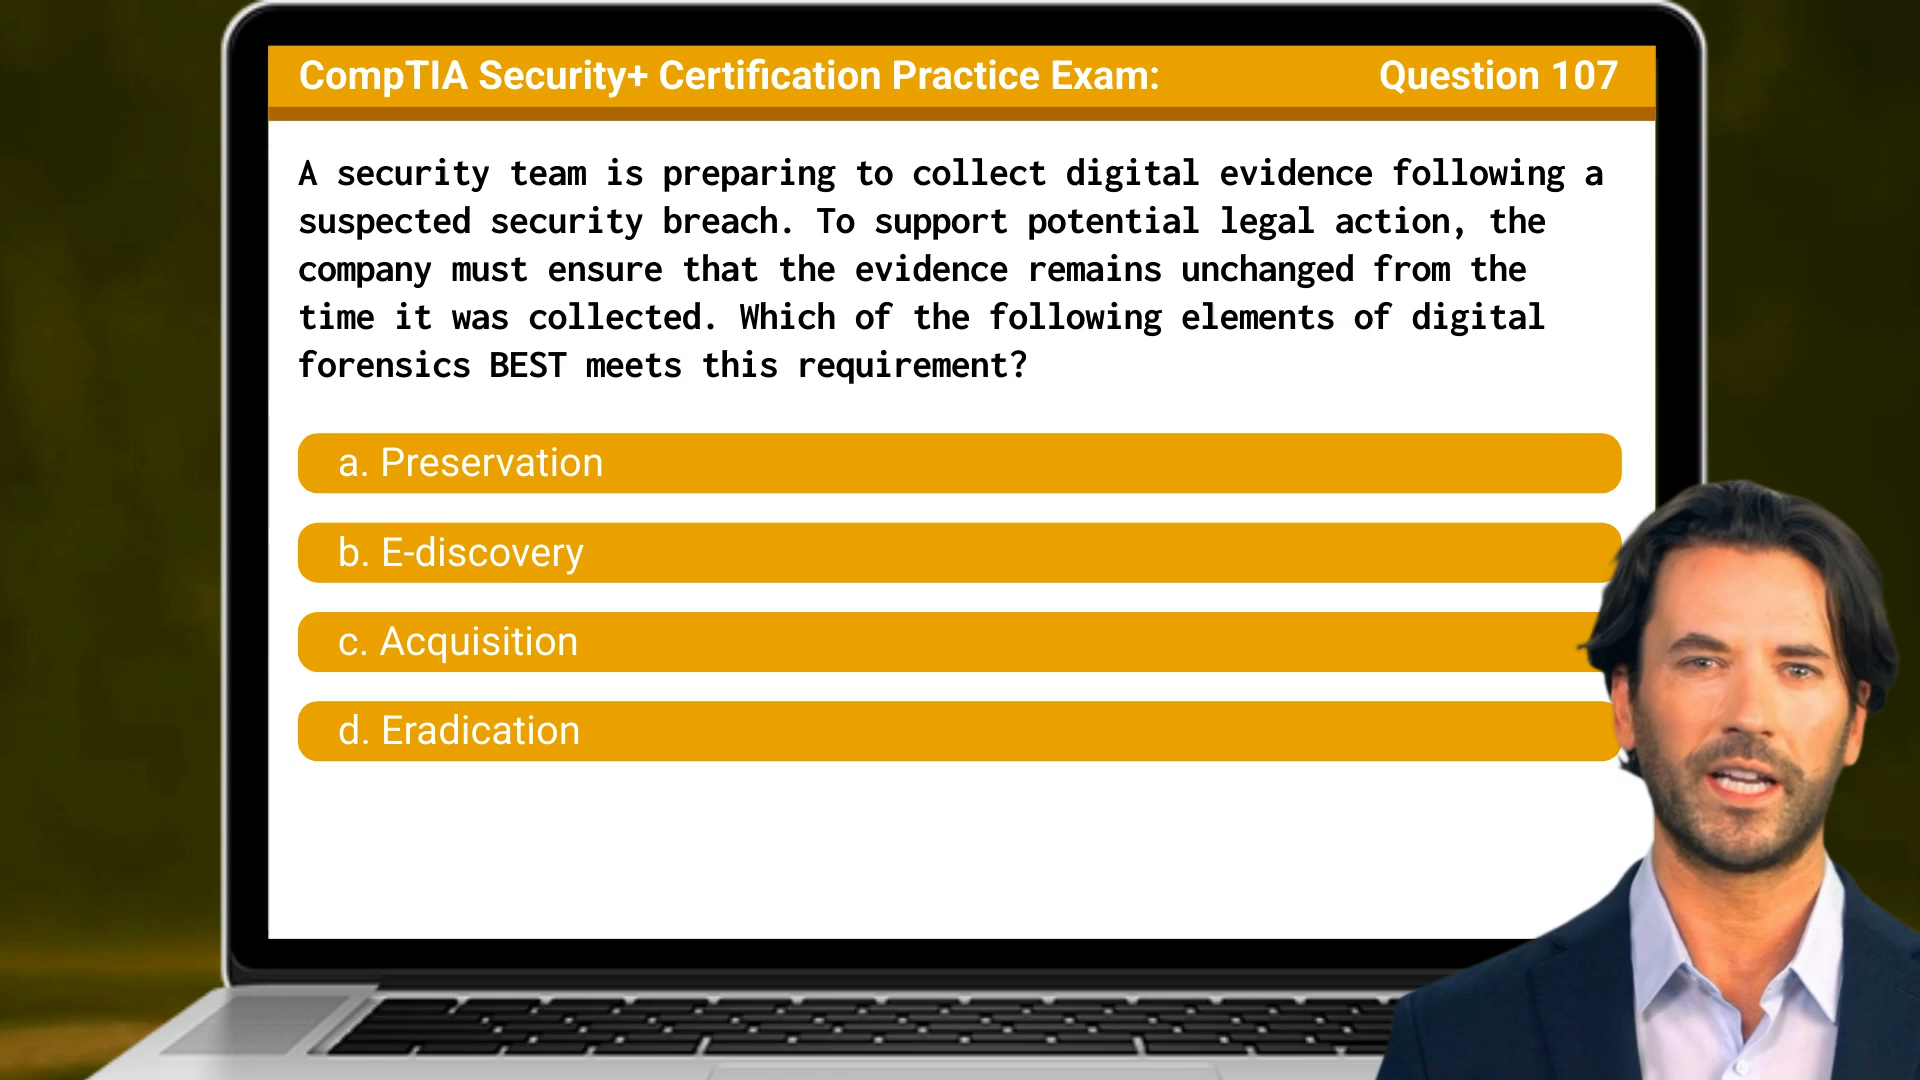 CompTIA Security+ Certification Practice Exam:
Question 107
A security team is preparing to collect digital evidence following a
suspected security breach. To support potential legal action, the
company must ensure that the evidence remains unchanged from the
time it was collected. Which of the following elements of digital
forensics BEST meets this requirement?
a. Preservation
b. E-discovery
c. Acquisition
d. Eradication